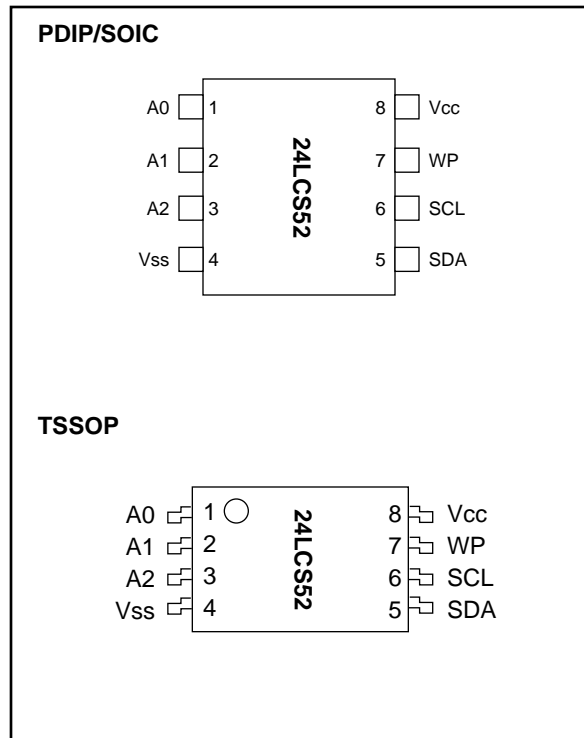 PDIP/SOIC
A0 1 8 Vcc
A1 2 7 WP
A2 3 6 SCL
Vss 4 5 SDA
24LCS52
TSSOP
A0 1 8 Vcc
A1 2 7 WP
A2 3 6 SCL
Vss 4 5 SDA
24LCS52